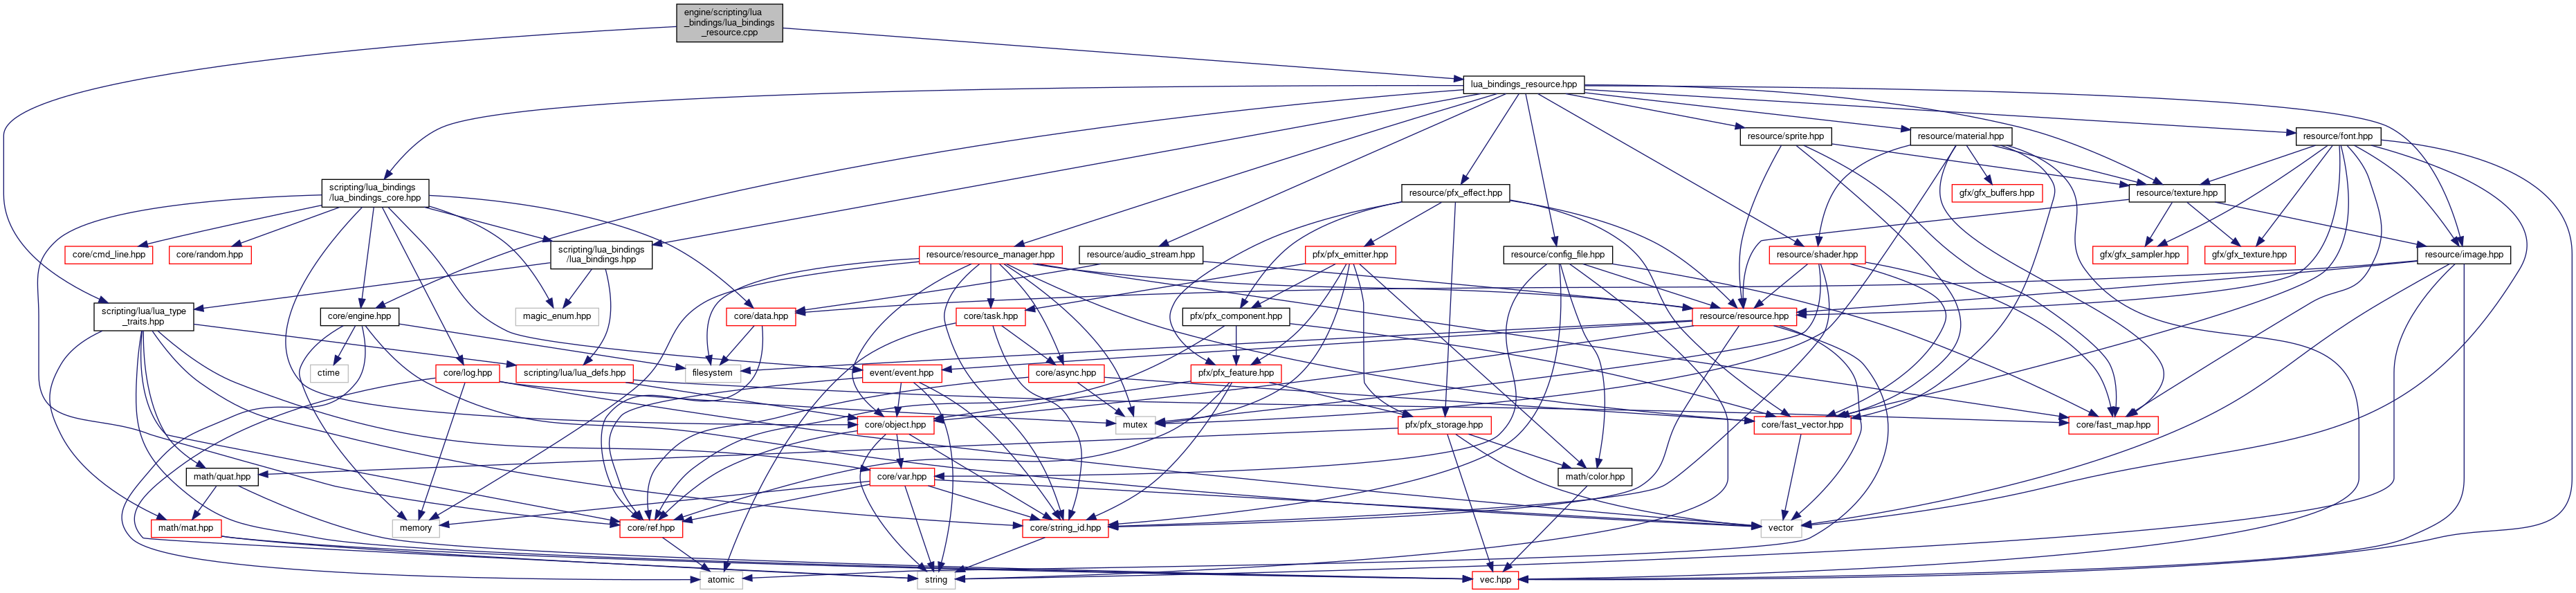 engine/scripting/lua
_bindings/lua_bindings
_resource.cpp
lua_bindings_resource.hpp
resource/sprite.hpp
resource/material.hpp
resource/font.hpp
scripting/lua_bindings
/lua_bindings_core.hpp
resource/pfx_effect.hpp
gfx/gfx_buffers.hpp
resource/texture.hpp
core/cmd_line.hpp
core/random.hpp
scripting/lua_bindings
/lua_bindings.hpp
resource/resource_manager.hpp
resource/audio_stream.hpp
pfx/pfx_emitter.hpp
resource/config_file.hpp
resource/shader.hpp
gfx/gfx_sampler.hpp
gfx/gfx_texture.hpp
resource/image.hpp
scripting/lua/lua_type
_traits.hpp
core/engine.hpp
magic_enum.hpp
core/data.hpp
core/task.hpp
pfx/pfx_component.hpp
resource/resource.hpp
ctime
core/log.hpp
scripting/lua/lua_defs.hpp
filesystem
event/event.hpp
core/async.hpp
pfx/pfx_feature.hpp
core/object.hpp
mutex
pfx/pfx_storage.hpp
core/fast_vector.hpp
core/fast_map.hpp
math/quat.hpp
core/var.hpp
math/color.hpp
math/mat.hpp
memory
core/ref.hpp
core/string_id.hpp
vector
atomic
string
vec.hpp